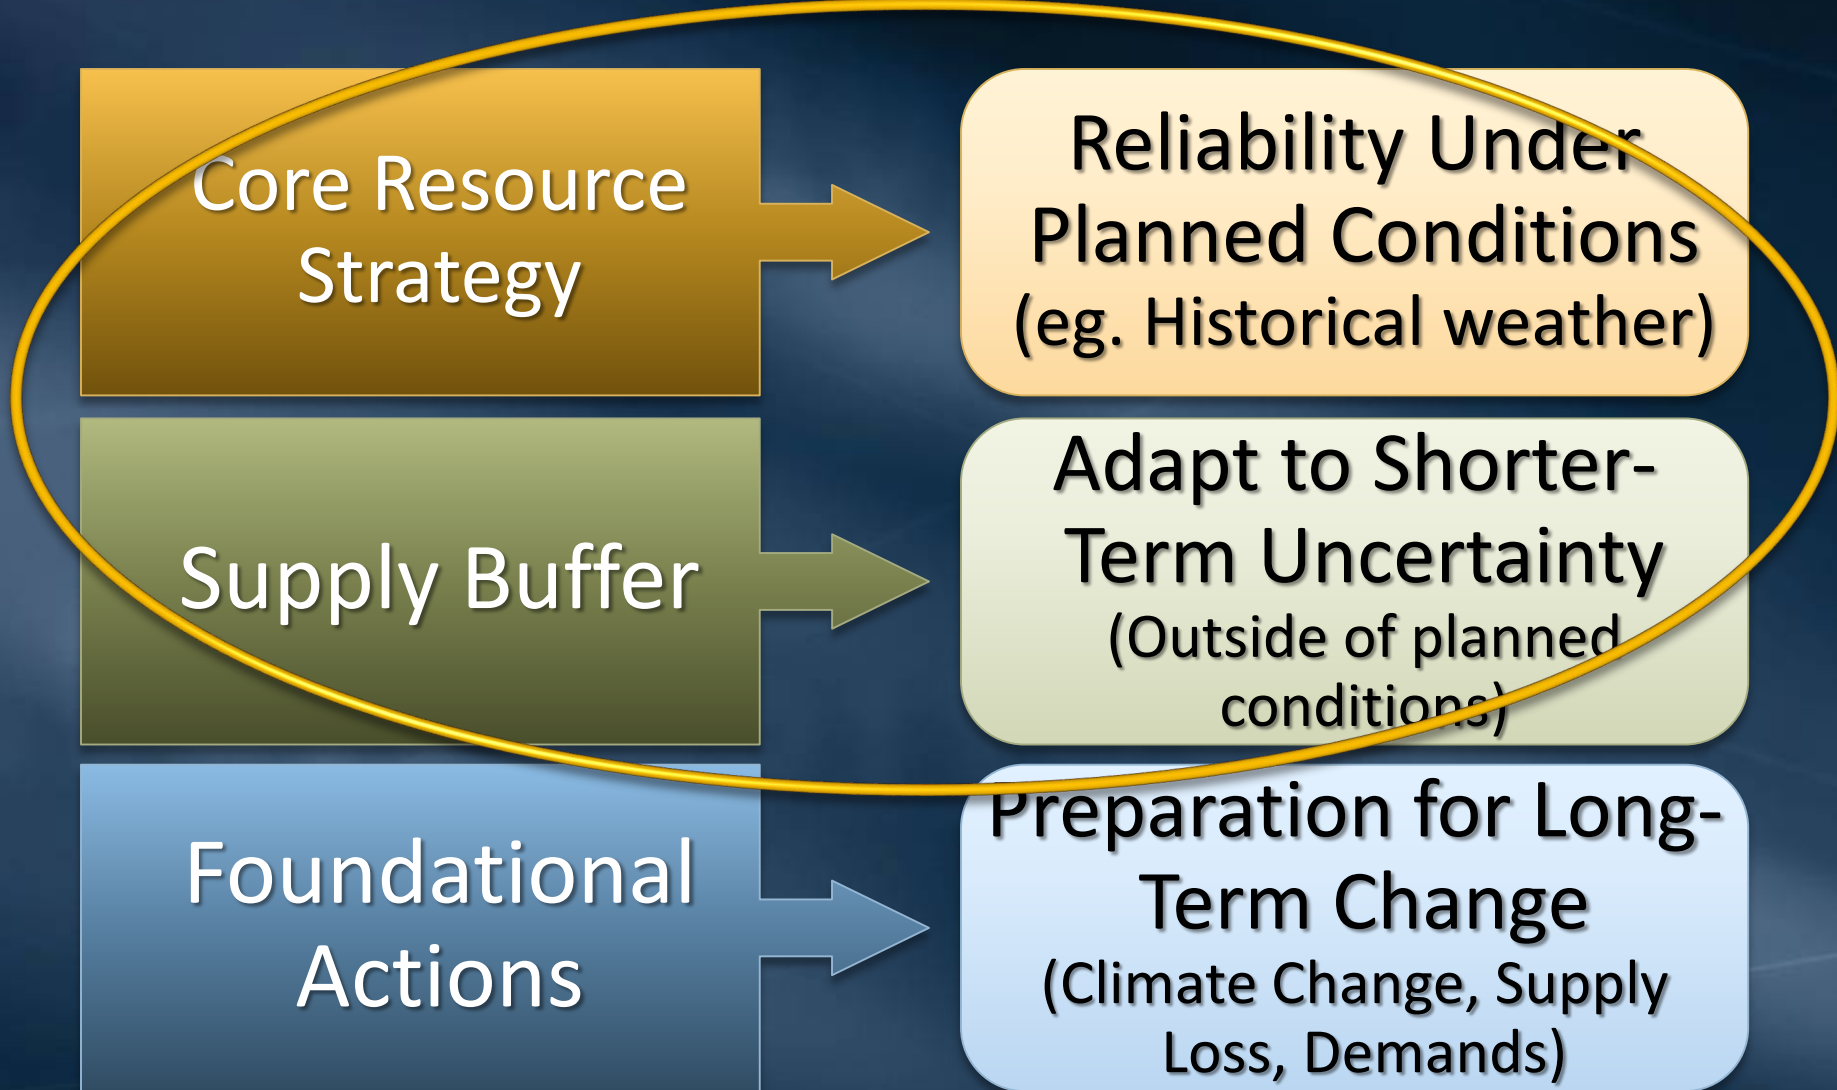 Core Resource
Strategy
Reliability Under
Planned Conditions
(eg. Historical weather)
Supply Buffer
Adapt to Shorter-
Term Uncertainty
(Outside of planned
conditions)
Foundational
Actions
Preparation for Long-
Term Change
(Climate Change, Supply
Loss, Demands)